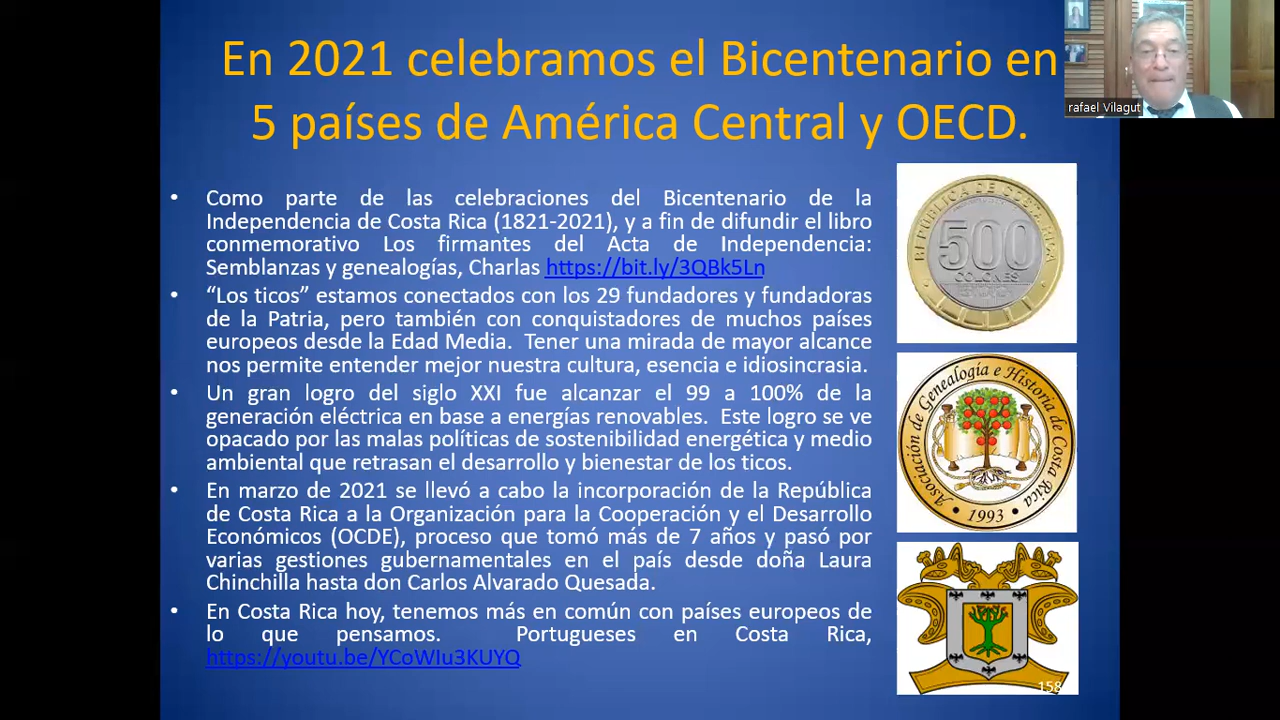 En 2021 celebramos el Bicentenario en
5 países de América Central y OECD.
rafael Vilagut
• Como parte de las celebraciones del Bicentenario de la
Independencia de Costa Rica (1821-2021), y a fin de difundir el libro
conmemorativo Los firmantes del Acta de Independencia:
Semblanzas y genealogías, Charlas https://bit.ly/3QBk5Ln
• “Los ticos” estamos conectados con los 29 fundadores y fundadoras
de la Patria, pero también con conquistadores de muchos países
europeos desde la Edad Media. Tener una mirada de mayor alcance
nos permite entender mejor nuestra cultura, esencia e idiosincrasia.
• Un gran logro del siglo XXI fue alcanzar el 99 a 100% de la
generación eléctrica en base a energías renovables. Este logro se ve
opacado por las malas políticas de sostenibilidad energética y medio
ambiental que retrasan el desarrollo y bienestar de los ticos.
• En marzo de 2021 se llevó a cabo la incorporación de la República
de Costa Rica a la Organización para la Cooperación y el Desarrollo
Económicos (OCDE), proceso que tomó más de 7 años y pasó por
varias gestiones gubernamentales en el país desde doña Laura
Chinchilla hasta don Carlos Alvarado Quesada.
• En Costa Rica hoy, tenemos más en común con países europeos de
lo que pensamos. Portugueses en Costa Rica,
https://youtu.be/YCoWIu3KUYQ
REPUBLICA DE COSTA RICA
500
COLONES
Asociación de Genealogía e Historia de Costa Rica
• 1993 •
158